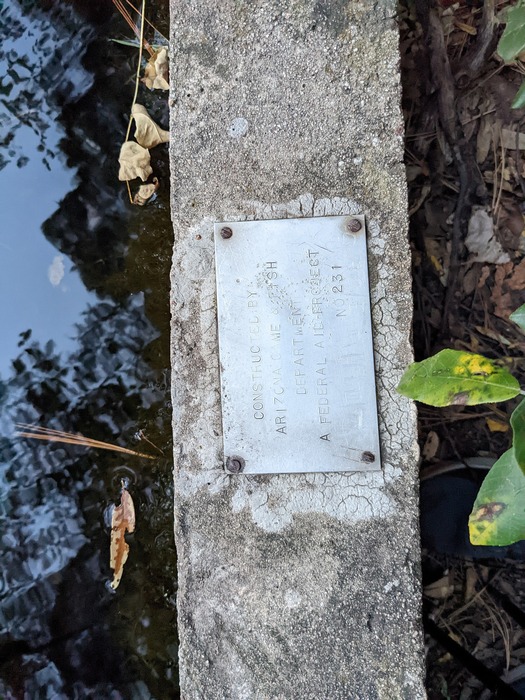 CONSTRUCTED BY
ARIZONA GAME & FISH
DEPARTMENT
A FEDERAL AID PROJECT
NO 231